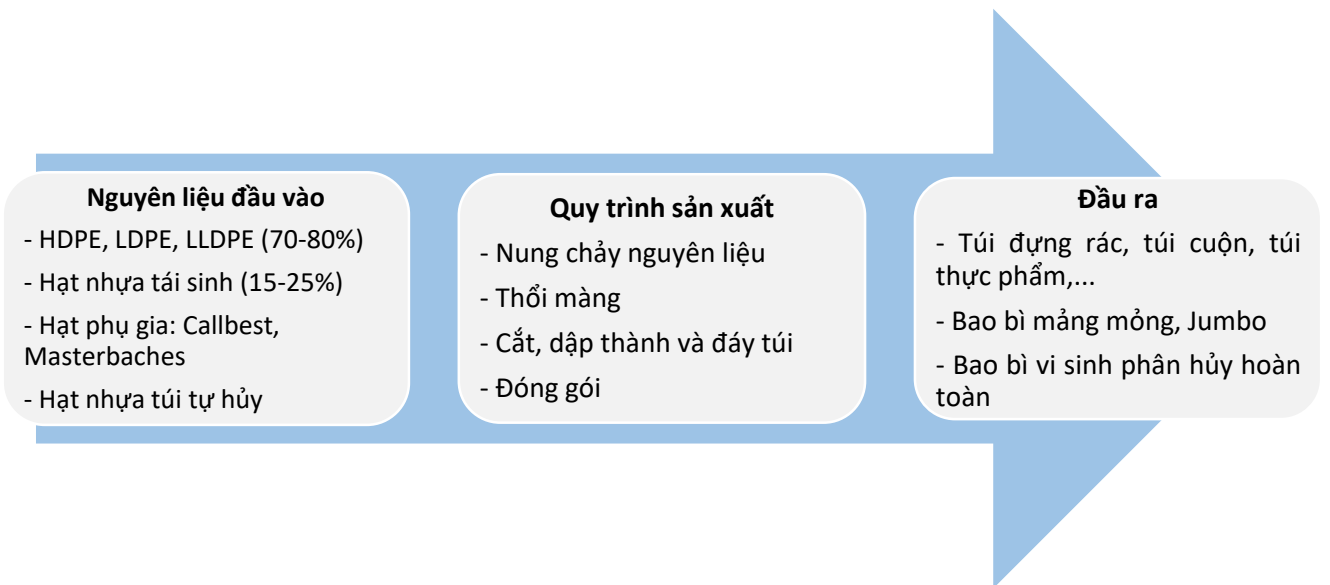 Nguyên liệu đầu vào
- HDPE, LDPE, LLDPE (70-80%)
- Hạt nhựa tái sinh (15-25%)
- Hạt phụ gia: Callbest,
Masterbaches
- Hạt nhựa túi tự hủy
Quy trình sản xuất
- Nung chảy nguyên liệu
- Thổi màng
- Cắt, dập thành và đáy túi
- Đóng gói
Đầu ra
- Túi đựng rác, túi cuộn, túi
thực phẩm,...
- Bao bì mảng mỏng, Jumbo
- Bao bì vi sinh phân hủy hoàn
toàn